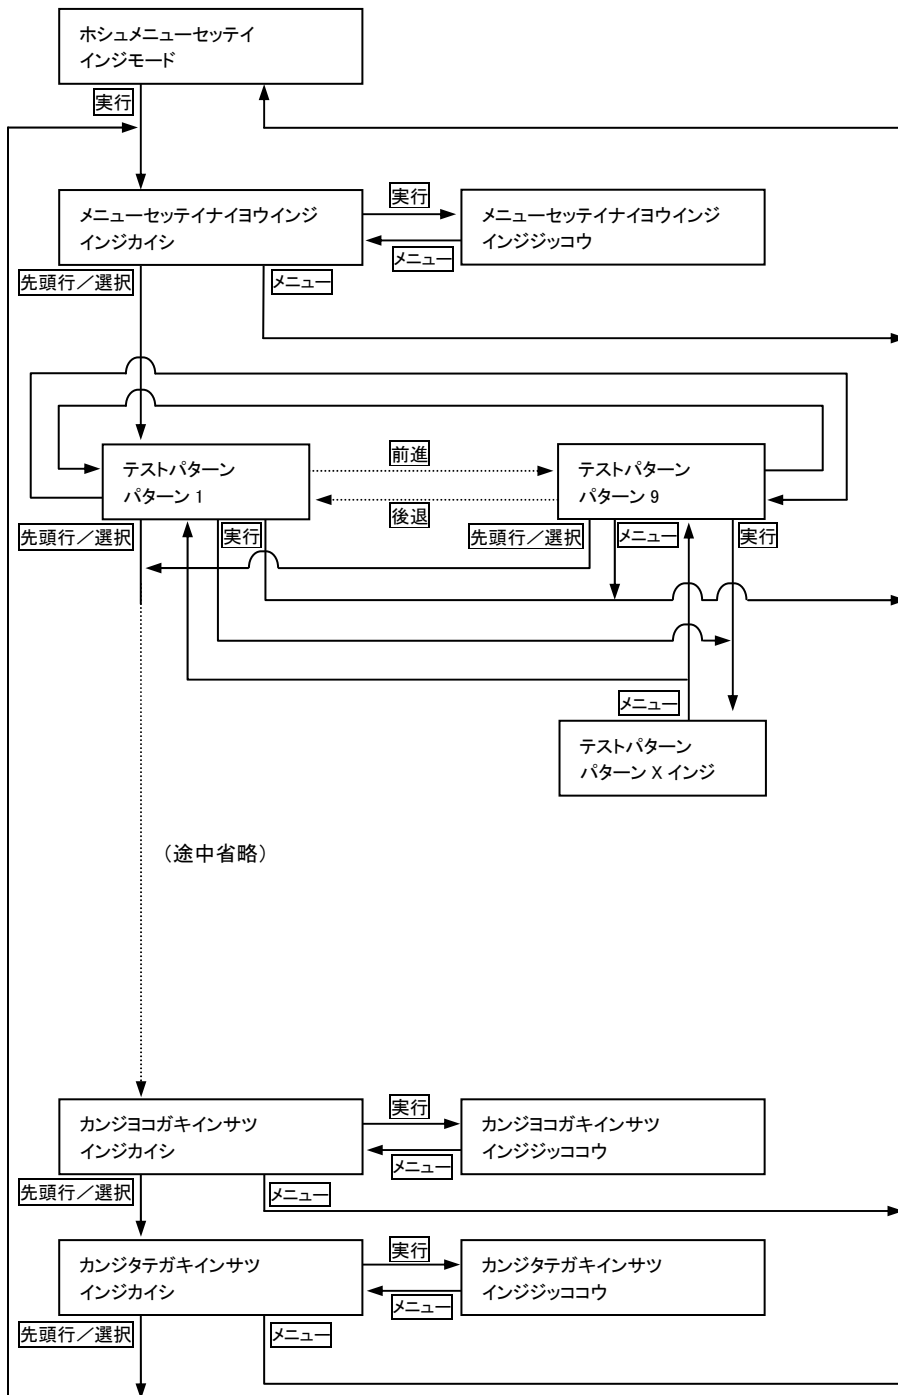 ホシュメニューセッテイ
インジモード
実行
メニューセッテイナイヨウインジ
インジカイシ
実行
メニュー
メニューセッテイナイヨウインジ
インジジッコウ
先頭行／選択
メニュー
テストパターン
パターン 1
前進
後退
テストパターン
パターン 9
先頭行／選択
実行
先頭行／選択
メニュー
実行
メニュー
テストパターン
パターン X インジ
（途中省略）
カンジヨコガキインサツ
インジカイシ
実行
メニュー
カンジヨコガキインサツ
インジジッココウ
先頭行／選択
メニュー
カンジタテガキインサツ
インジカイシ
実行
メニュー
カンジタテガキインサツ
インジジッココウ
先頭行／選択
メニュー